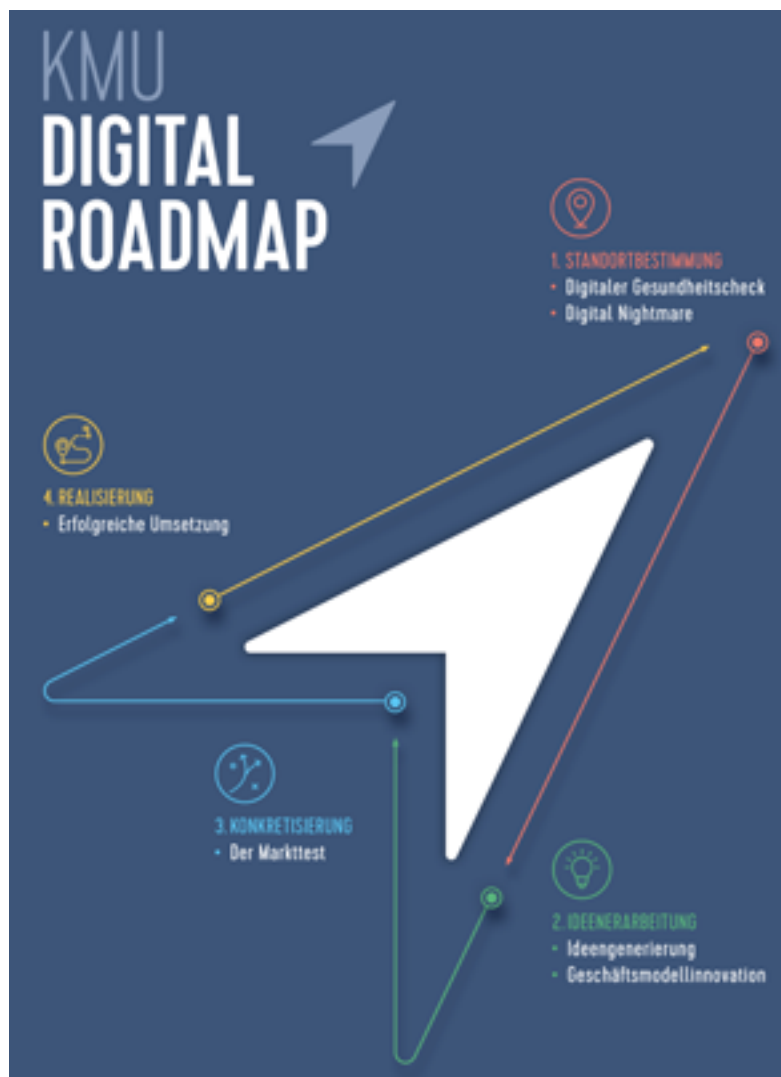 KMU
DIGITAL
ROADMAP
1. STANDORTBESTIMMUNG
• Digitaler Gesundheitscheck
• Digital Nightmare
4. REALISIERUNG
• Erfolgreiche Umsetzung
3. KONKRETISIERUNG
• Der Markttest
2. IDEENERARBEITUNG
• Ideengenerierung
• Geschäftsmodellinnovation